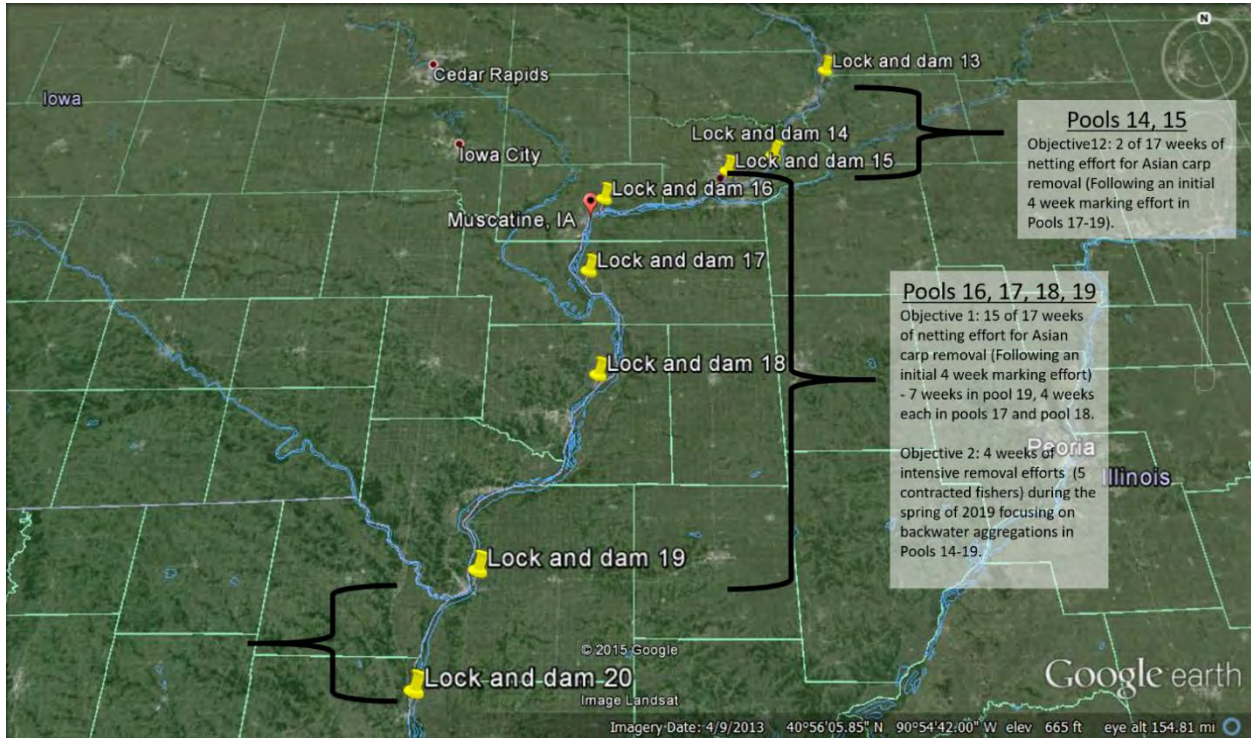 N
Lock and dam 13
Cedar Rapids
Iowa
Pools 14, 15
Objective12: 2 of 17 weeks of
netting effort for Asian carp
removal (Following an initial
4 week marking effort in
Pools 17-19).
Lock and dam 14
Iowa City
Lock and dam 15
Lock and dam 16
Muscatine, IA
Lock and dam 17
Pools 16, 17, 18, 19
Objective 1: 15 of 17 weeks
of netting effort for Asian
carp removal (Following an
initial 4 week marking effort)
- 7 weeks in pool 19, 4 weeks
each in pools 17 and pool 18.
Lock and dam 18
Objective 2: 4 weeks of
intensive removal efforts (5
contracted fishers) during the
spring of 2019 focusing on
backwater aggregations in
Pools 14-19.
Peoria
Illinois
Lock and dam 19
© 2015 Google
Lock and dam 20
Image Landsat
Google earth
Imagery Date: 4/9/2013 40°56'05.85" N 90°54'42.00" W elev 665 ft eye alt 154.81 mi